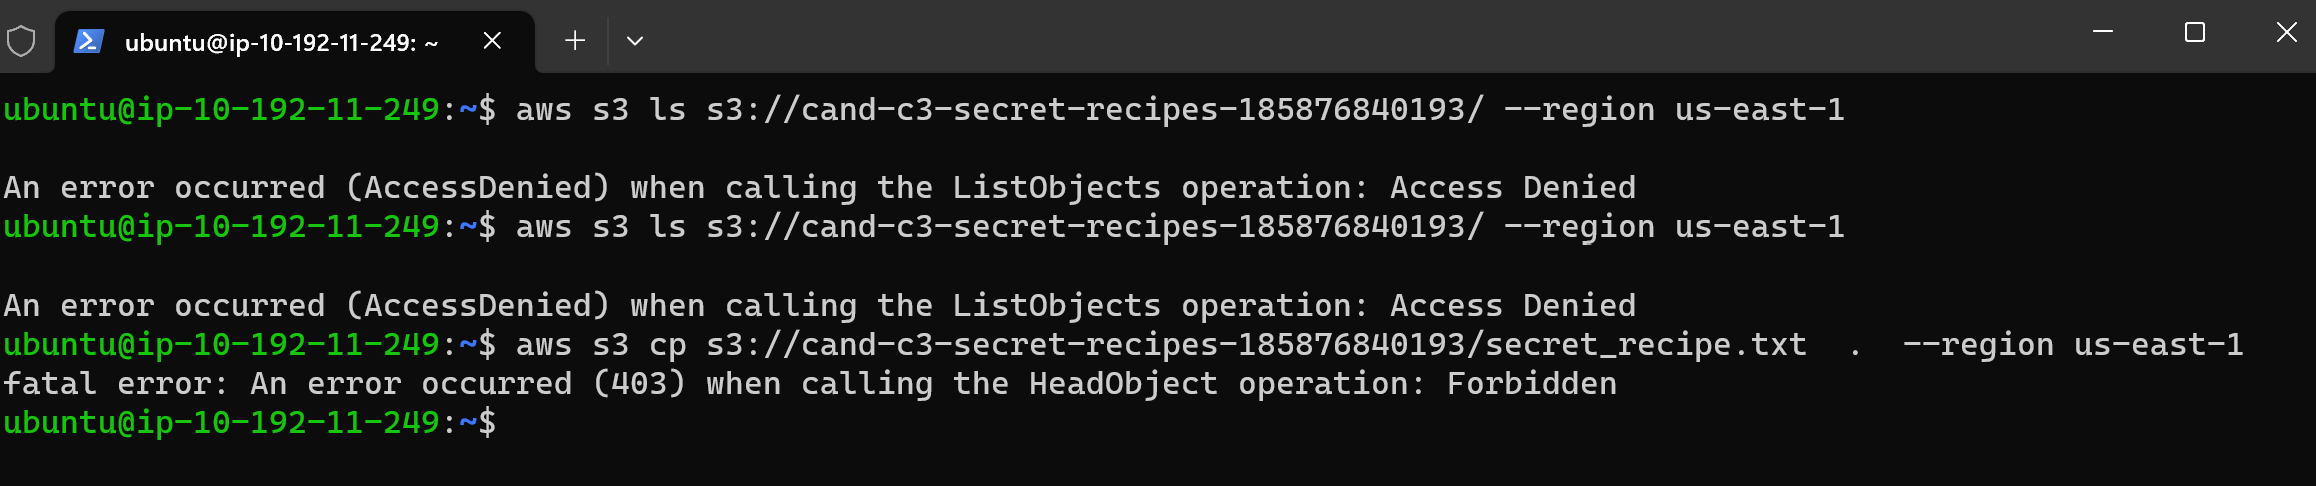 ubuntu@ip-10-192-11-249: ~
ubuntu@ip-10-192-11-249:~$ aws s3 ls s3://cand-c3-secret-recipes-185876840193/ --region us-east-1
An error occurred (AccessDenied) when calling the ListObjects operation: Access Denied
ubuntu@ip-10-192-11-249:~$ aws s3 ls s3://cand-c3-secret-recipes-185876840193/ --region us-east-1
An error occurred (AccessDenied) when calling the ListObjects operation: Access Denied
ubuntu@ip-10-192-11-249:~$ aws s3 cp s3://cand-c3-secret-recipes-185876840193/secret_recipe.txt  .  --region us-east-1
fatal error: An error occurred (403) when calling the HeadObject operation: Forbidden
ubuntu@ip-10-192-11-249:~$